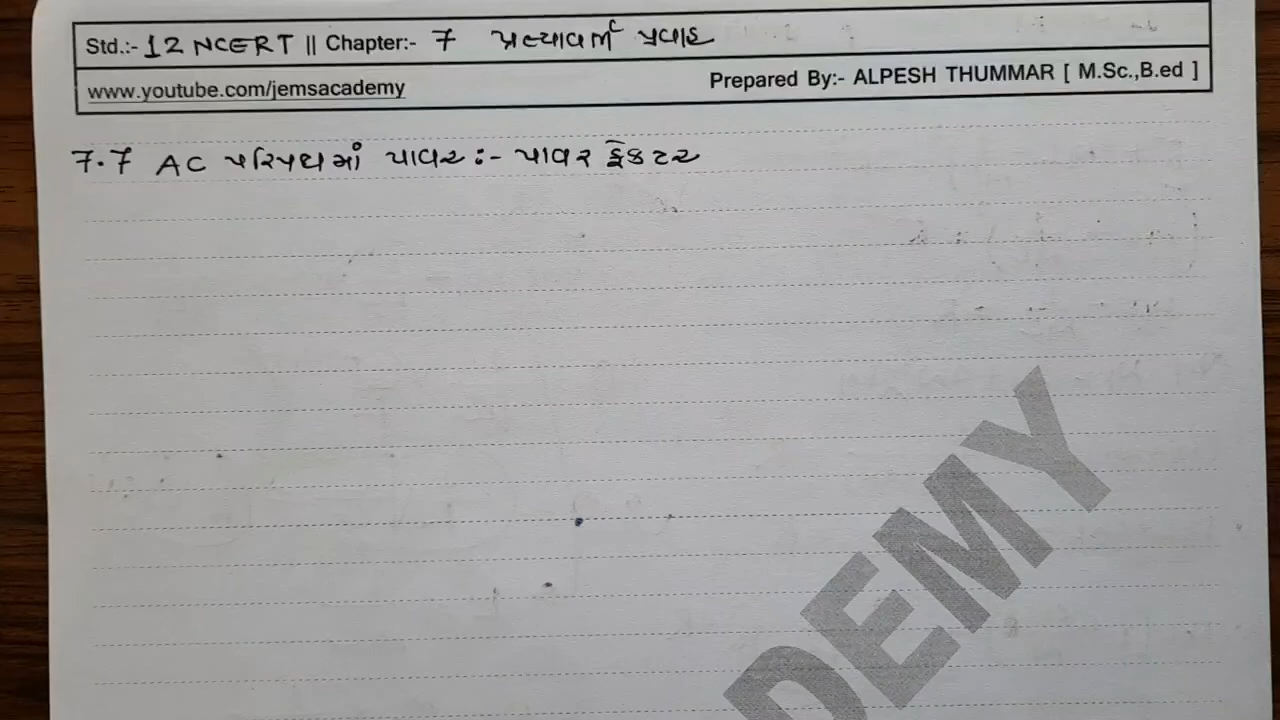 Std.:- 12 NCERT || Chapter:- 7 પ્રત્યાવર્તી પ્રવાહ
www.youtube.com/jemsacademy Prepared By:- ALPESH THUMMAR [ M.Sc.,B.ed ]
7.7 AC પરિપથમાં પાવર :- પાવર ફેક્ટર
DEMY